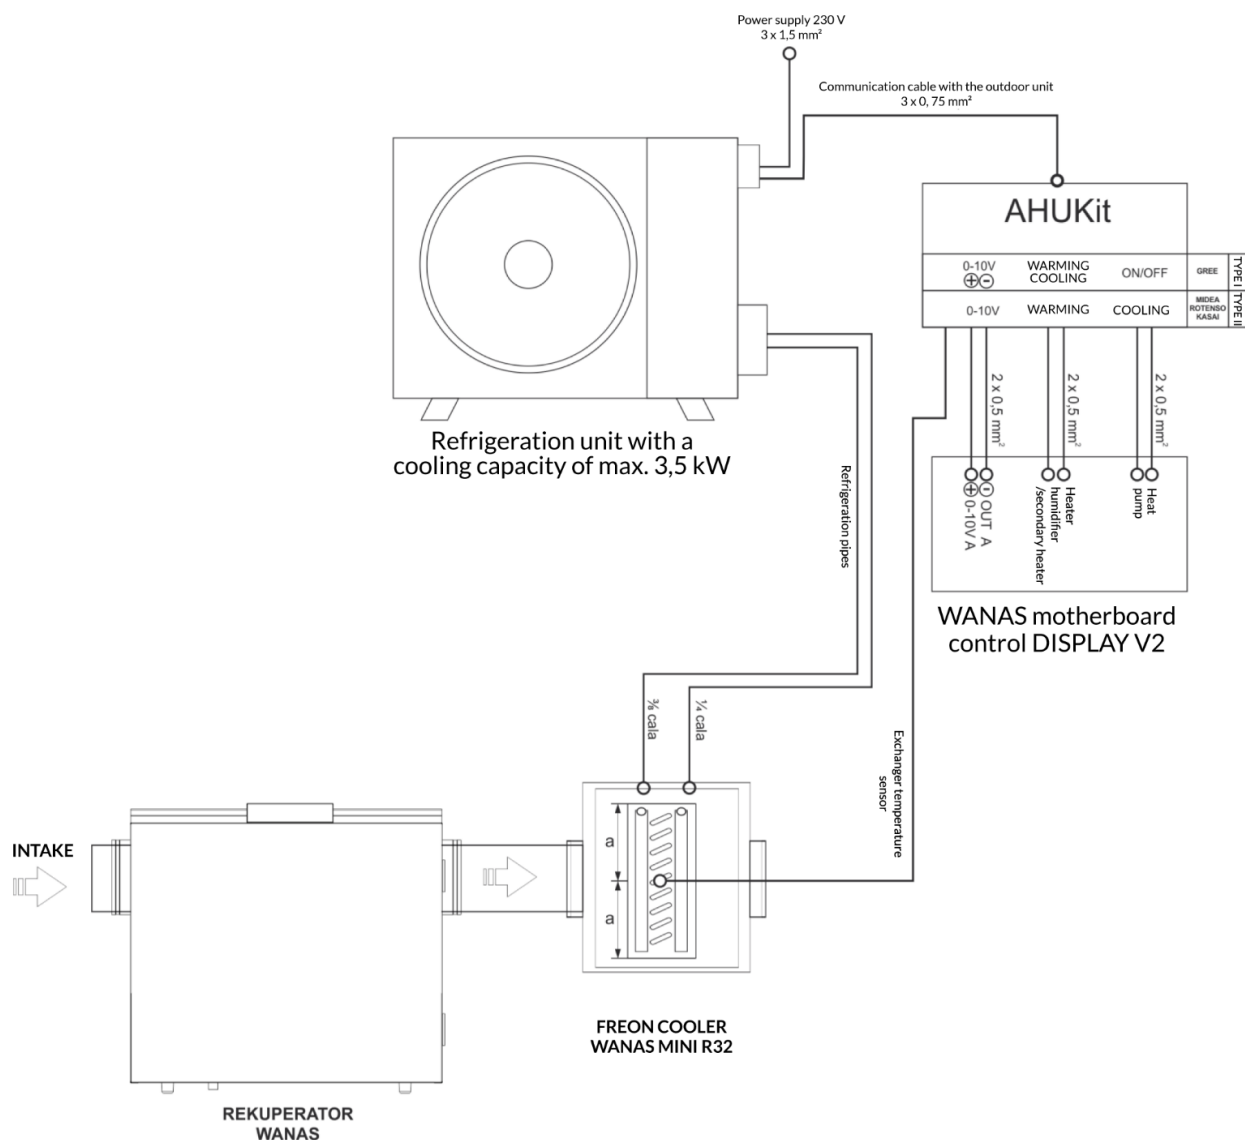 Power supply 230 V
3 x 1,5 mm²
Communication cable with the outdoor unit
3 x 0, 75 mm²
AHUKit
0-10V
⊕⊖
WARMING
COOLING
ON/OFF
GREE
TYPE I
0-10V
WARMING
COOLING
MIDEA
ROTENSO
KASAI
TYPE II
2 x 0,5 mm²
2 x 0,5 mm²
2 x 0,5 mm²
Refrigeration unit with a
cooling capacity of max. 3,5 kW
Refrigeration pipes
⊖ OUT A
⊕ 0-10V A
Heater
humidifier
/secondary heater
Heat
pump
WANAS motherboard
control DISPLAY V2
⅜ cala
¼ cala
Exchanger temperature
sensor
INTAKE
a
a
FREON COOLER
WANAS MINI R32
REKUPERATOR
WANAS